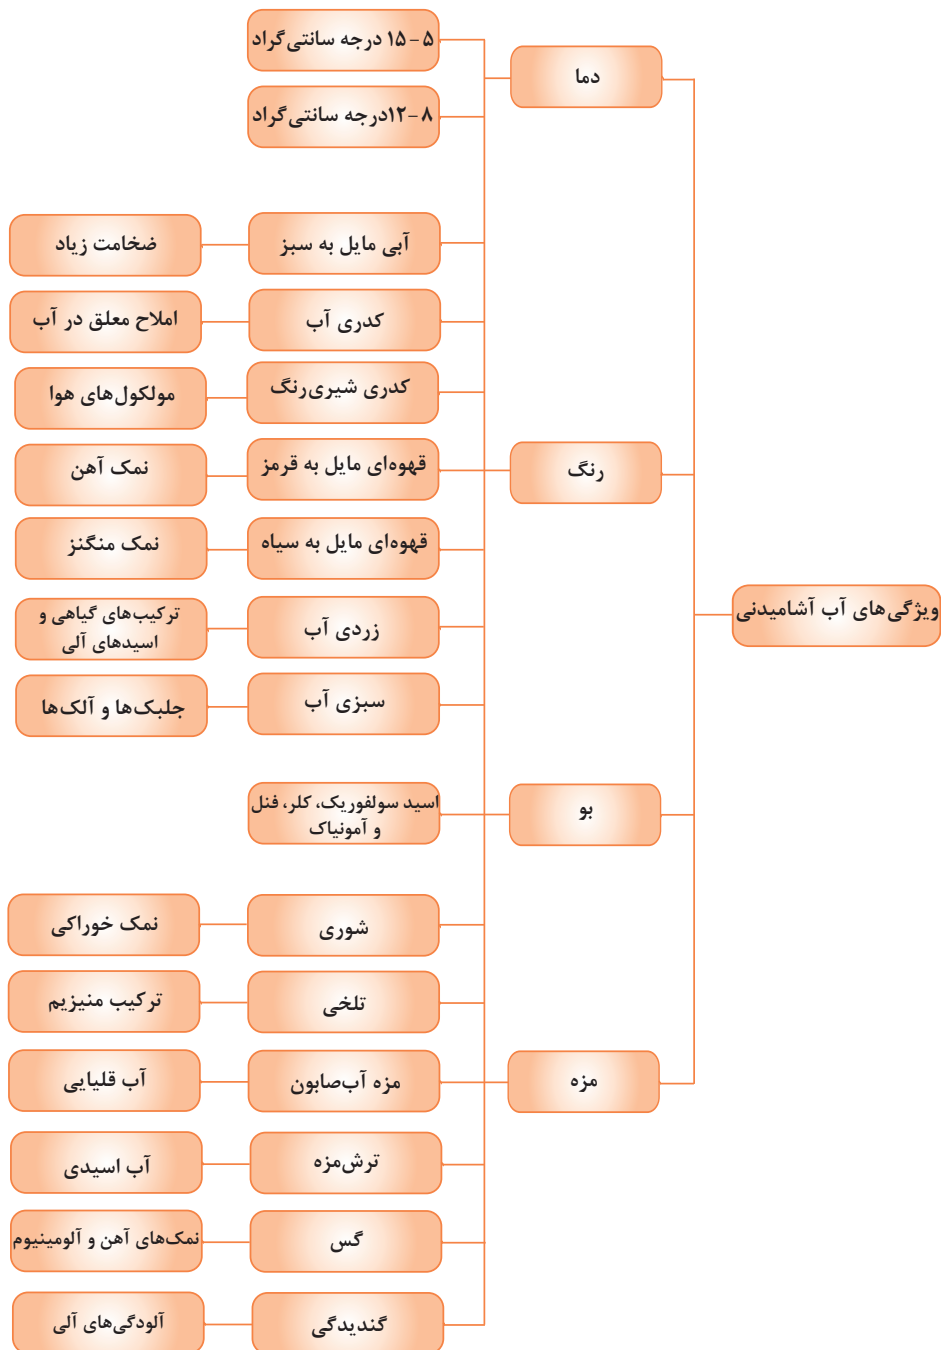 ویژگی‌های آب آشامیدنی
دما
۵ – ۱۵ درجه سانتی‌گراد
۸ – ۱۲درجه سانتی‌گراد
رنگ
آبی مایل به سبز
ضخامت زیاد
کدری آب
املاح معلق در آب
کدری شیری‌رنگ
مولکول‌های هوا
قهوه‌ای مایل به قرمز
نمک آهن
قهوه‌ای مایل به سیاه
نمک منگنز
زردی آب
ترکیب‌های گیاهی و
اسیدهای آلی
سبزی آب
جلبک‌ها و آلک‌ها
بو
اسید سولفوریک، کلر، فنل
و آمونیاک
مزه
شوری
نمک خوراکی
تلخی
ترکیب منیزیم
مزه آب‌صابون
آب قلیایی
ترش‌مزه
آب اسیدی
گس
نمک‌های آهن و آلومینیوم
گندیدگی
آلودگی‌های آلی